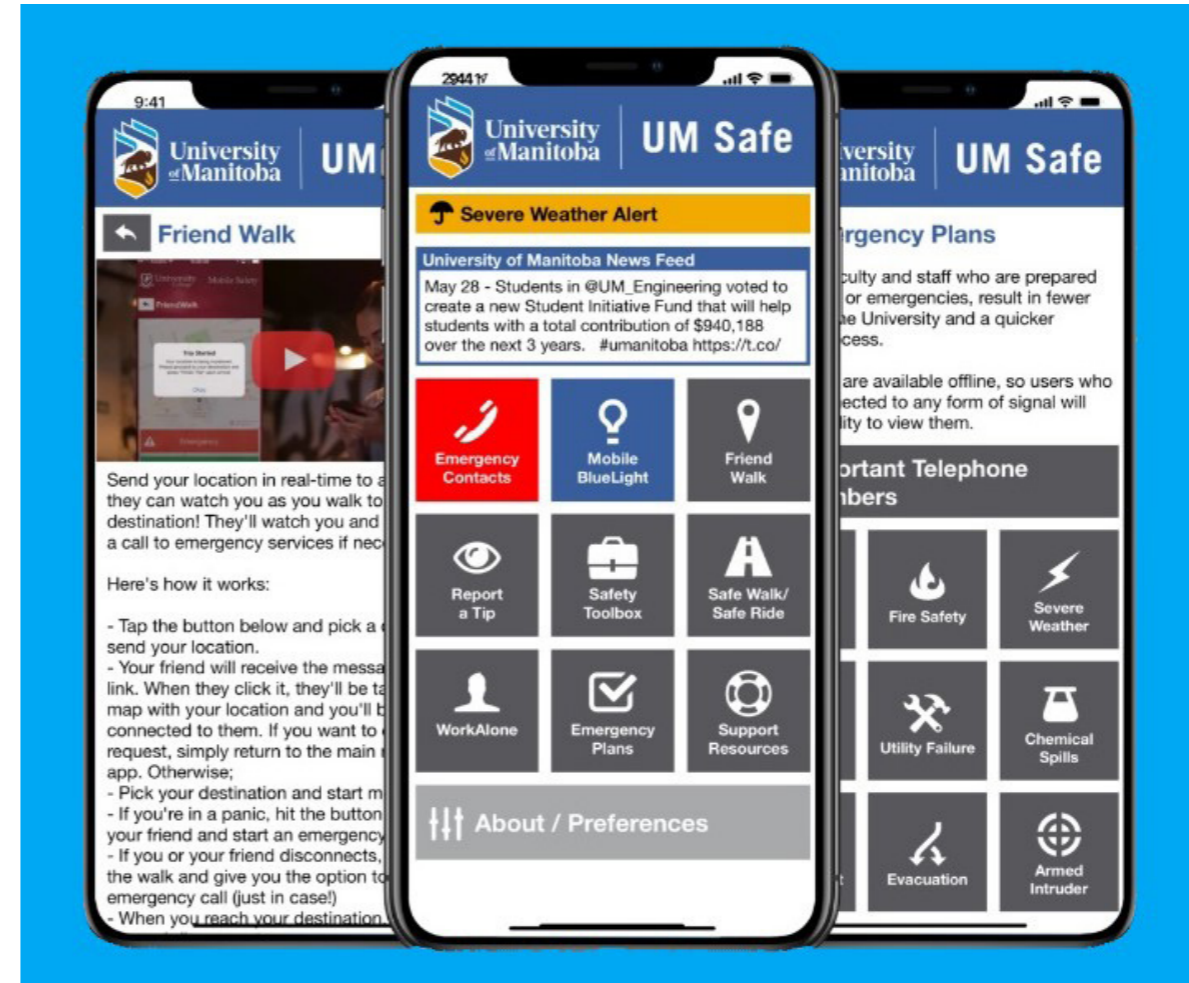 9:41
University
of Manitoba
UM
Friend Walk
Trip Started
Okay
Emergency
Send your location in real-time to a
they can watch you as you walk to
destination! They'll watch you and
a call to emergency services if nec
Here's how it works:
- Tap the button below and pick a
send your location.
- Your friend will receive the messa
link. When they click it, they'll be ta
map with your location and you'll b
connected to them. If you want to
request, simply return to the main
app. Otherwise;
- Pick your destination and start m
- If you're in a panic, hit the button
your friend and start an emergency
- If you or your friend disconnects,
the walk and give you the option to
emergency call (just in case!)
- When you reach your destination
University
of Manitoba
UM Safe
Severe Weather Alert
University of Manitoba News Feed
May 28 - Students in @UM_Engineering voted to
create a new Student Initiative Fund that will help
students with a total contribution of $940,188
over the next 3 years. #umanitoba https://t.co/
Emergency
Contacts
Mobile
BlueLight
Friend
Walk
Report
a Tip
Safety
Toolbox
Safe Walk/
Safe Ride
WorkAlone
Emergency
Plans
Support
Resources
About / Preferences
versity
anitoba
UM Safe
rgency Plans
culty and staff who are prepared
or emergencies, result in fewer
he University and a quicker
cess.
are available offline, so users who
nected to any form of signal will
lity to view them.
ortant Telephone
mbers
Fire Safety
Severe
Weather
Utility Failure
Chemical
Spills
Evacuation
Armed
Intruder